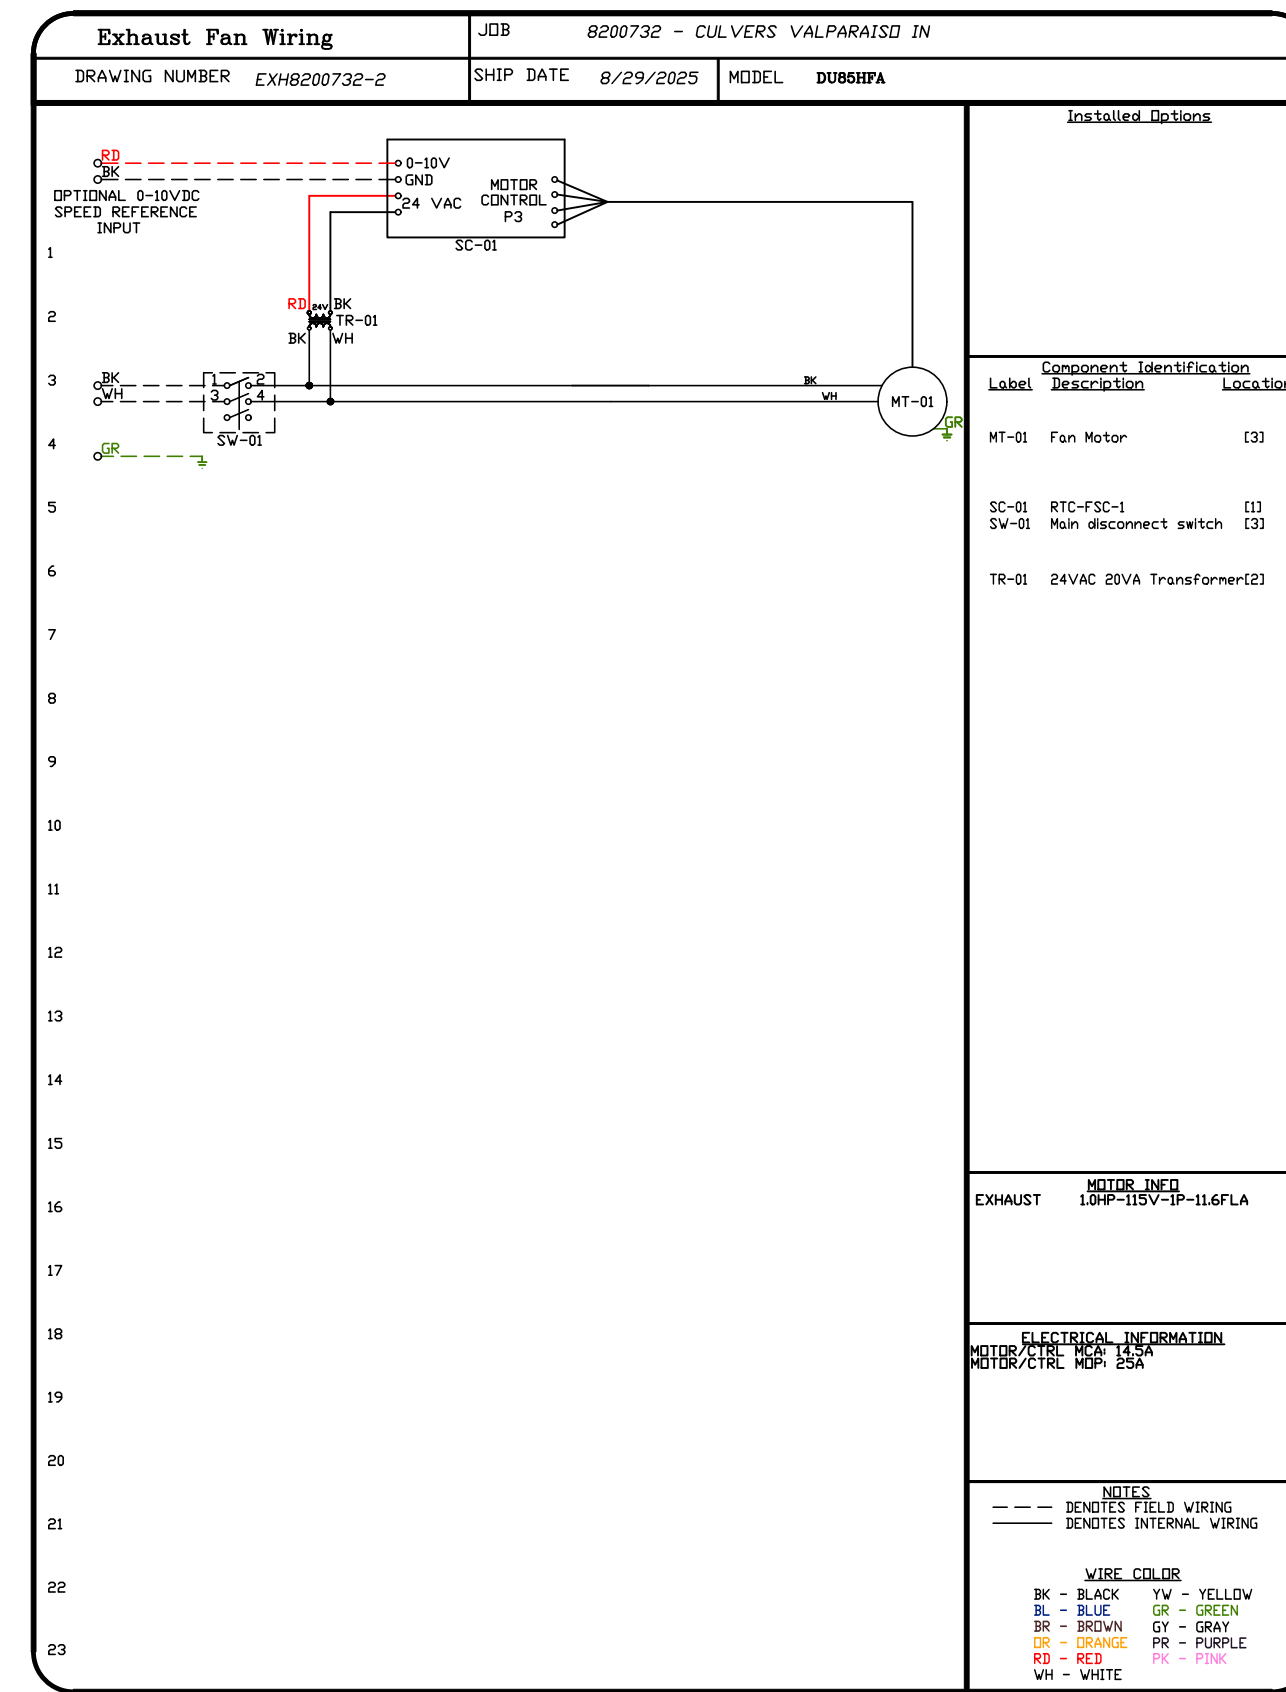 Exhaust Fan Wiring
JOB 8200732 - CULVERS VALPARAISO IN
DRAWING NUMBER EXH8200732-2
SHIP DATE 8/29/2025
MODEL DU85HFA
Installed Options
RD
BK
OPTIONAL 0-10VDC
SPEED REFERENCE
INPUT
0-10V
GND
24 VAC
MOTOR
CONTROL
P3
SC-01
RD 24V BK
TR-01
BK WH
BK
WH
1 2
3 4
SW-01
GR
BK
WH
MT-01
GR
1
2
3
4
5
6
7
8
9
10
11
12
13
14
15
16
17
18
19
20
21
22
23
Component Identification
Label Description Location
MT-01 Fan Motor [3]
SC-01 RTC-FSC-1 [1]
SW-01 Main disconnect switch [3]
TR-01 24VAC 20VA Transformer[2]
MOTOR INFO
EXHAUST 1.0HP-115V-1P-11.6FLA
ELECTRICAL INFORMATION
MOTOR/CTRL MCA: 14.5A
MOTOR/CTRL MOP: 25A
NOTES
DENOTES FIELD WIRING
DENOTES INTERNAL WIRING
WIRE COLOR
BK - BLACK YW - YELLOW
BL - BLUE GR - GREEN
BR - BROWN GY - GRAY
OR - ORANGE PR - PURPLE
RD - RED PK - PINK
WH - WHITE